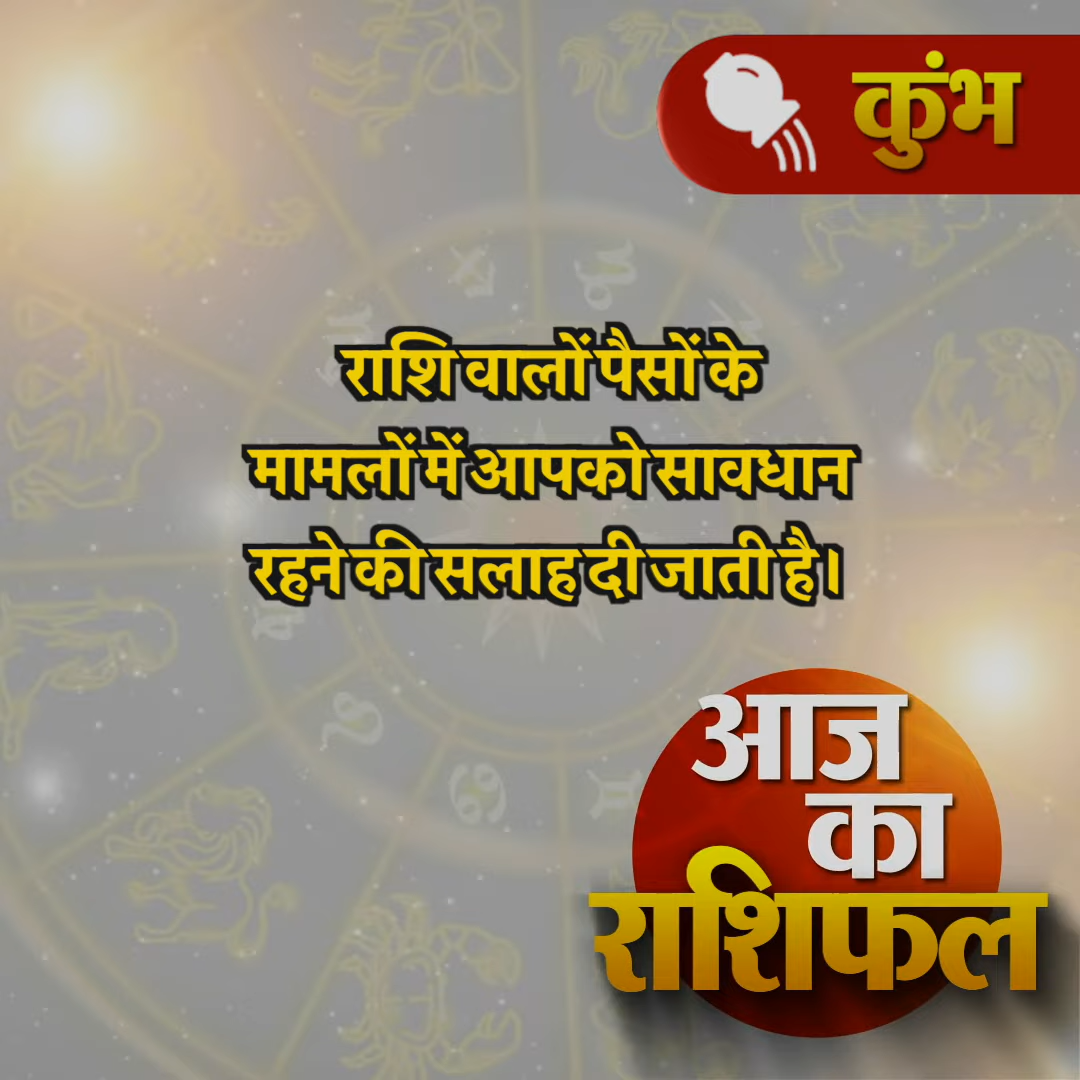 कुंभ
राशि वालों पैसों के
मामलों में आपको सावधान
रहने की सलाह दी जाती है।
आज
का
राशिफल